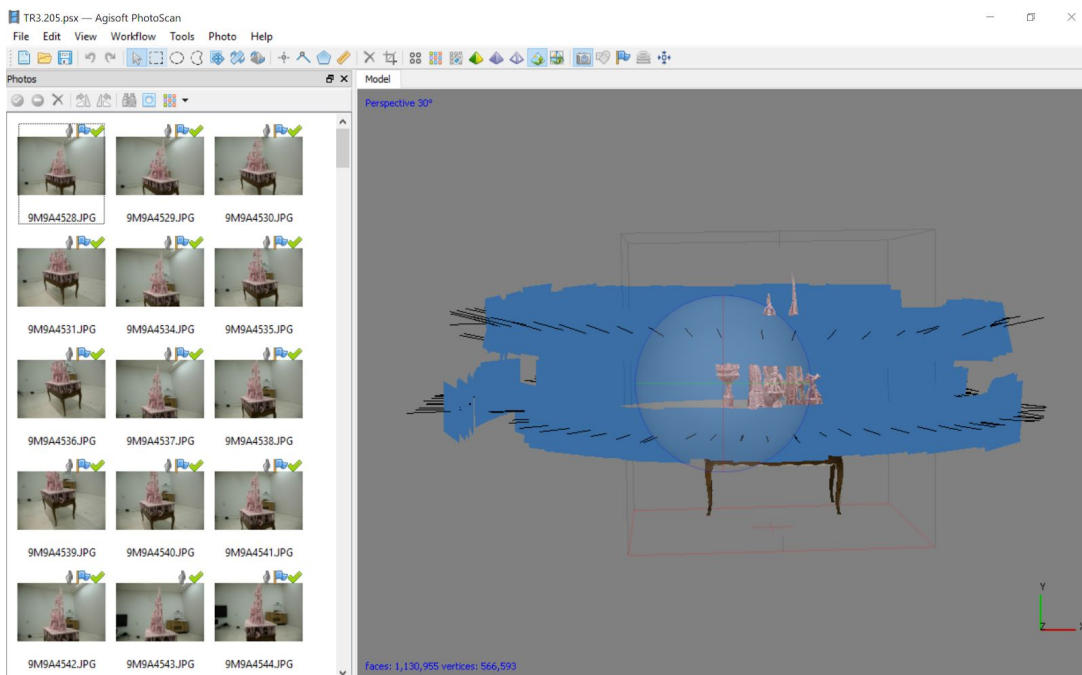 TR3.205.psx — Agisoft PhotoScan
File Edit View Workflow Tools Photo Help
Photos
Model
Perspective 30°
9M9A4528.JPG 9M9A4529.JPG 9M9A4530.JPG
9M9A4531.JPG 9M9A4534.JPG 9M9A4535.JPG
9M9A4536.JPG 9M9A4537.JPG 9M9A4538.JPG
9M9A4539.JPG 9M9A4540.JPG 9M9A4541.JPG
9M9A4542.JPG 9M9A4543.JPG 9M9A4544.JPG
Y
Z X
faces: 1,130,955 vertices: 566,593